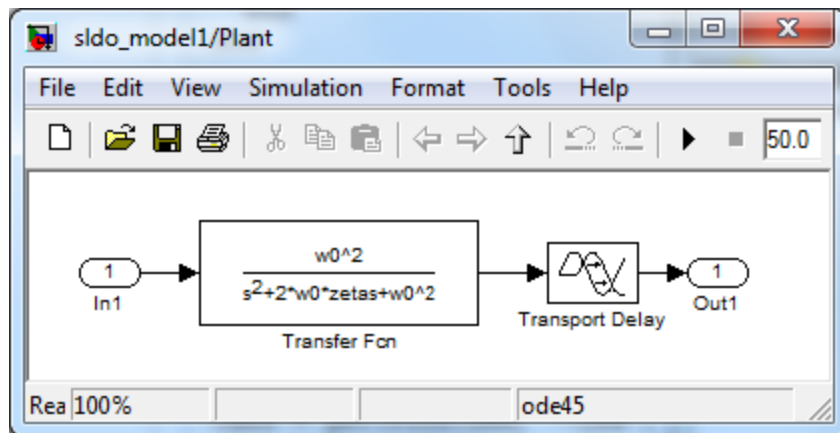 sldo_model1/Plant
File Edit View Simulation Format Tools Help
50.0
w0^2
s2+2*w0*zetas+w0^2
1
In1
Transfer Fcn
Transport Delay
1
Out1
Rea 100% ode45